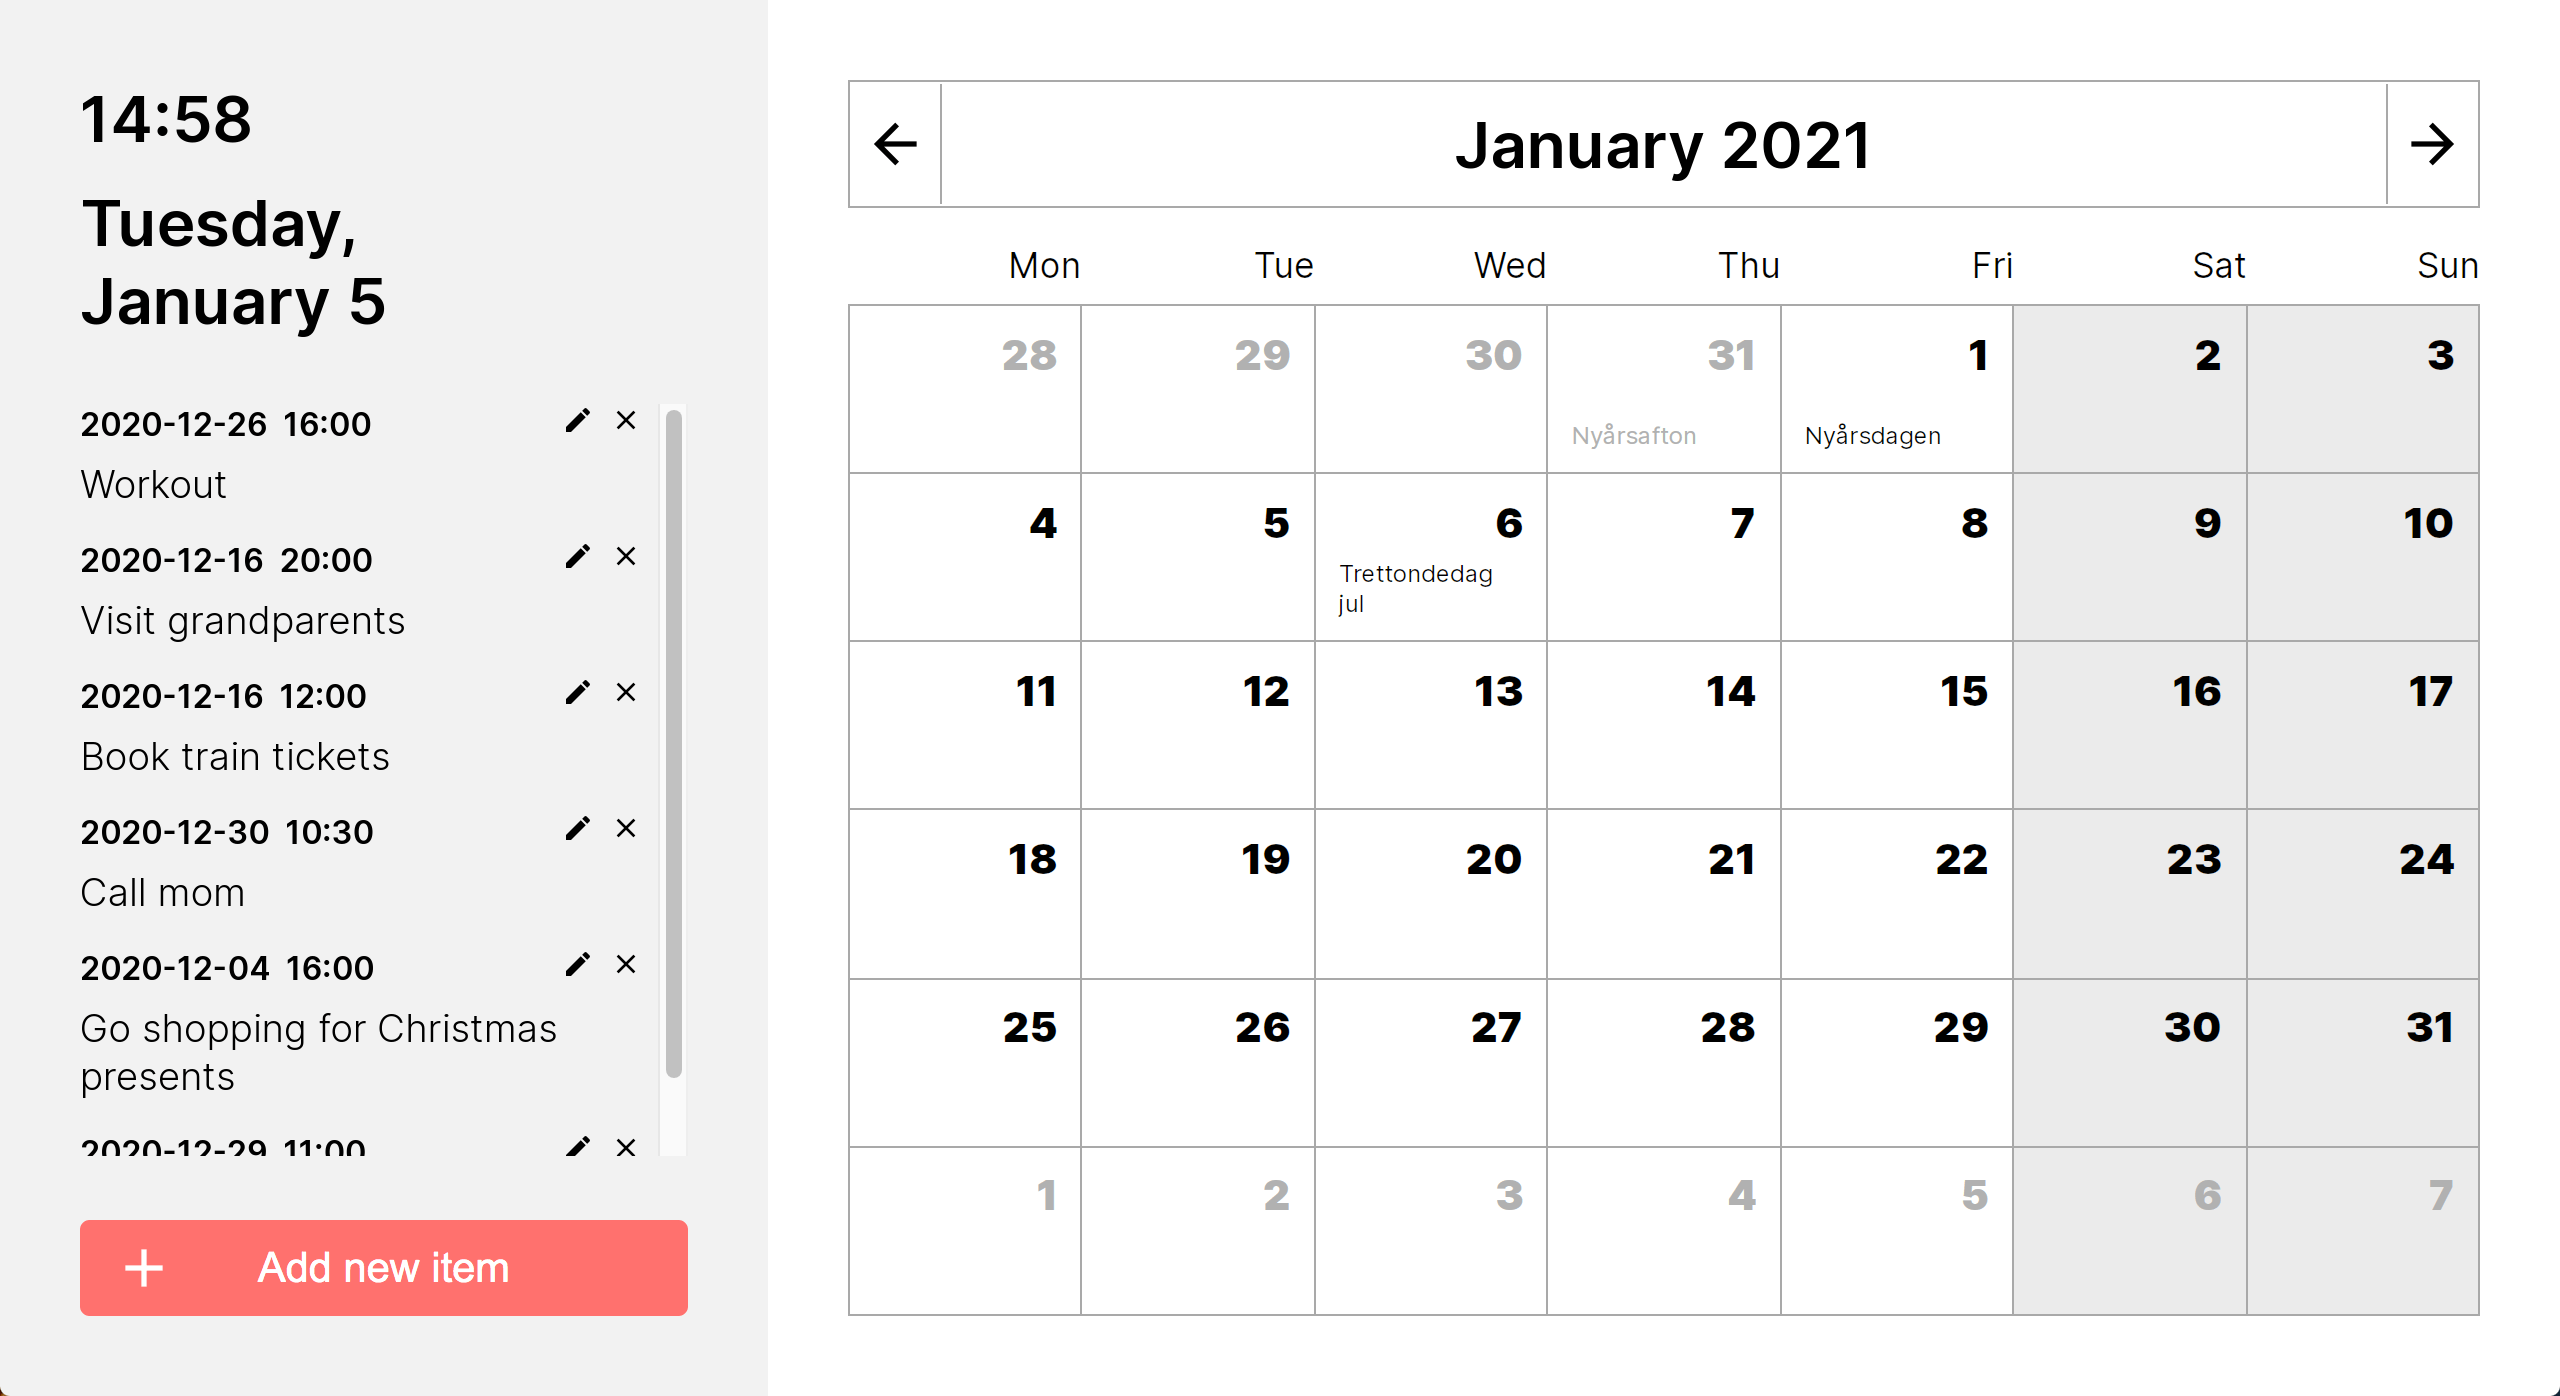 14:58
Tuesday,
January 5
2020-12-26 16:00
Workout
2020-12-16 20:00
Visit grandparents
2020-12-16 12:00
Book train tickets
2020-12-30 10:30
Call mom
2020-12-04 16:00
Go shopping for Christmas
presents
2020-12-29 11:00
Add new item
January 2021
Mon Tue Wed Thu Fri Sat Sun
28 29 30 31 1 2 3
Nyårsafton Nyårsdagen
4 5 6 7 8 9 10
Trettondedag
jul
11 12 13 14 15 16 17
18 19 20 21 22 23 24
25 26 27 28 29 30 31
1 2 3 4 5 6 7